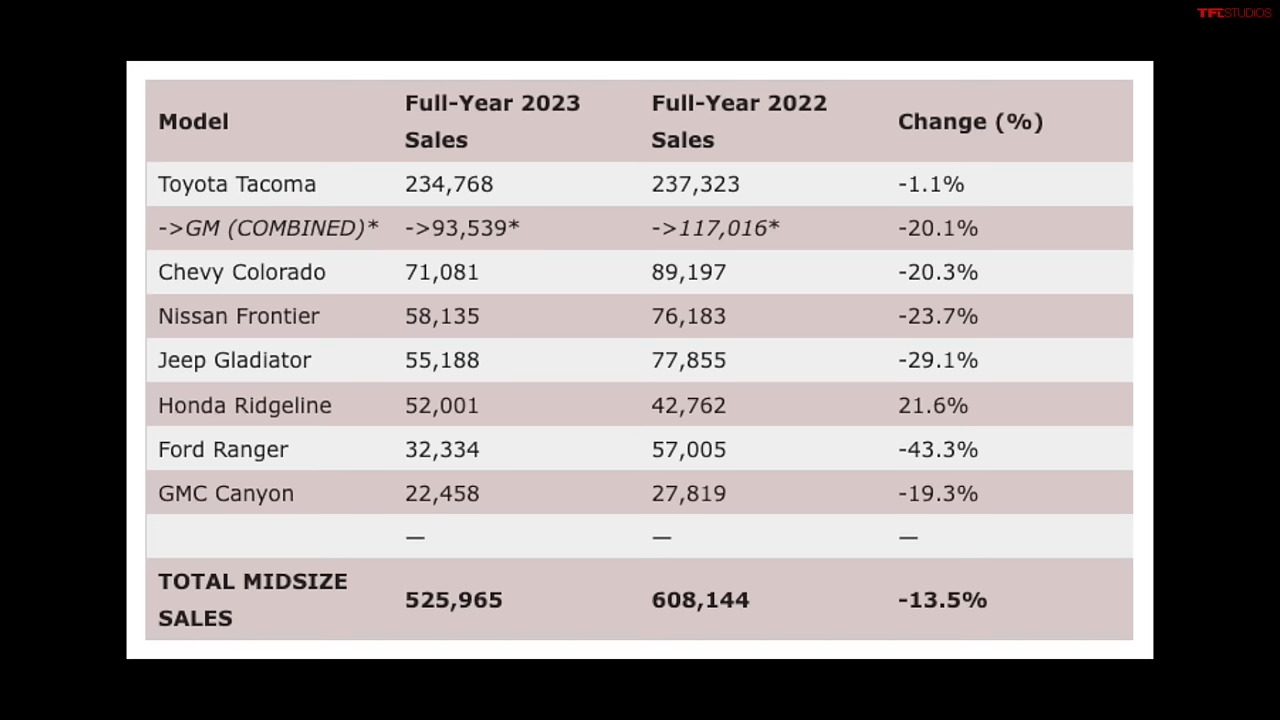 TFLSTUDIOS
Model Full-Year 2023 Sales Full-Year 2022 Sales Change (%)
Toyota Tacoma 234,768 237,323 -1.1%
->GM (COMBINED)* ->93,539* ->117,016* -20.1%
Chevy Colorado 71,081 89,197 -20.3%
Nissan Frontier 58,135 76,183 -23.7%
Jeep Gladiator 55,188 77,855 -29.1%
Honda Ridgeline 52,001 42,762 21.6%
Ford Ranger 32,334 57,005 -43.3%
GMC Canyon 22,458 27,819 -19.3%
— — —
TOTAL MIDSIZE SALES 525,965 608,144 -13.5%